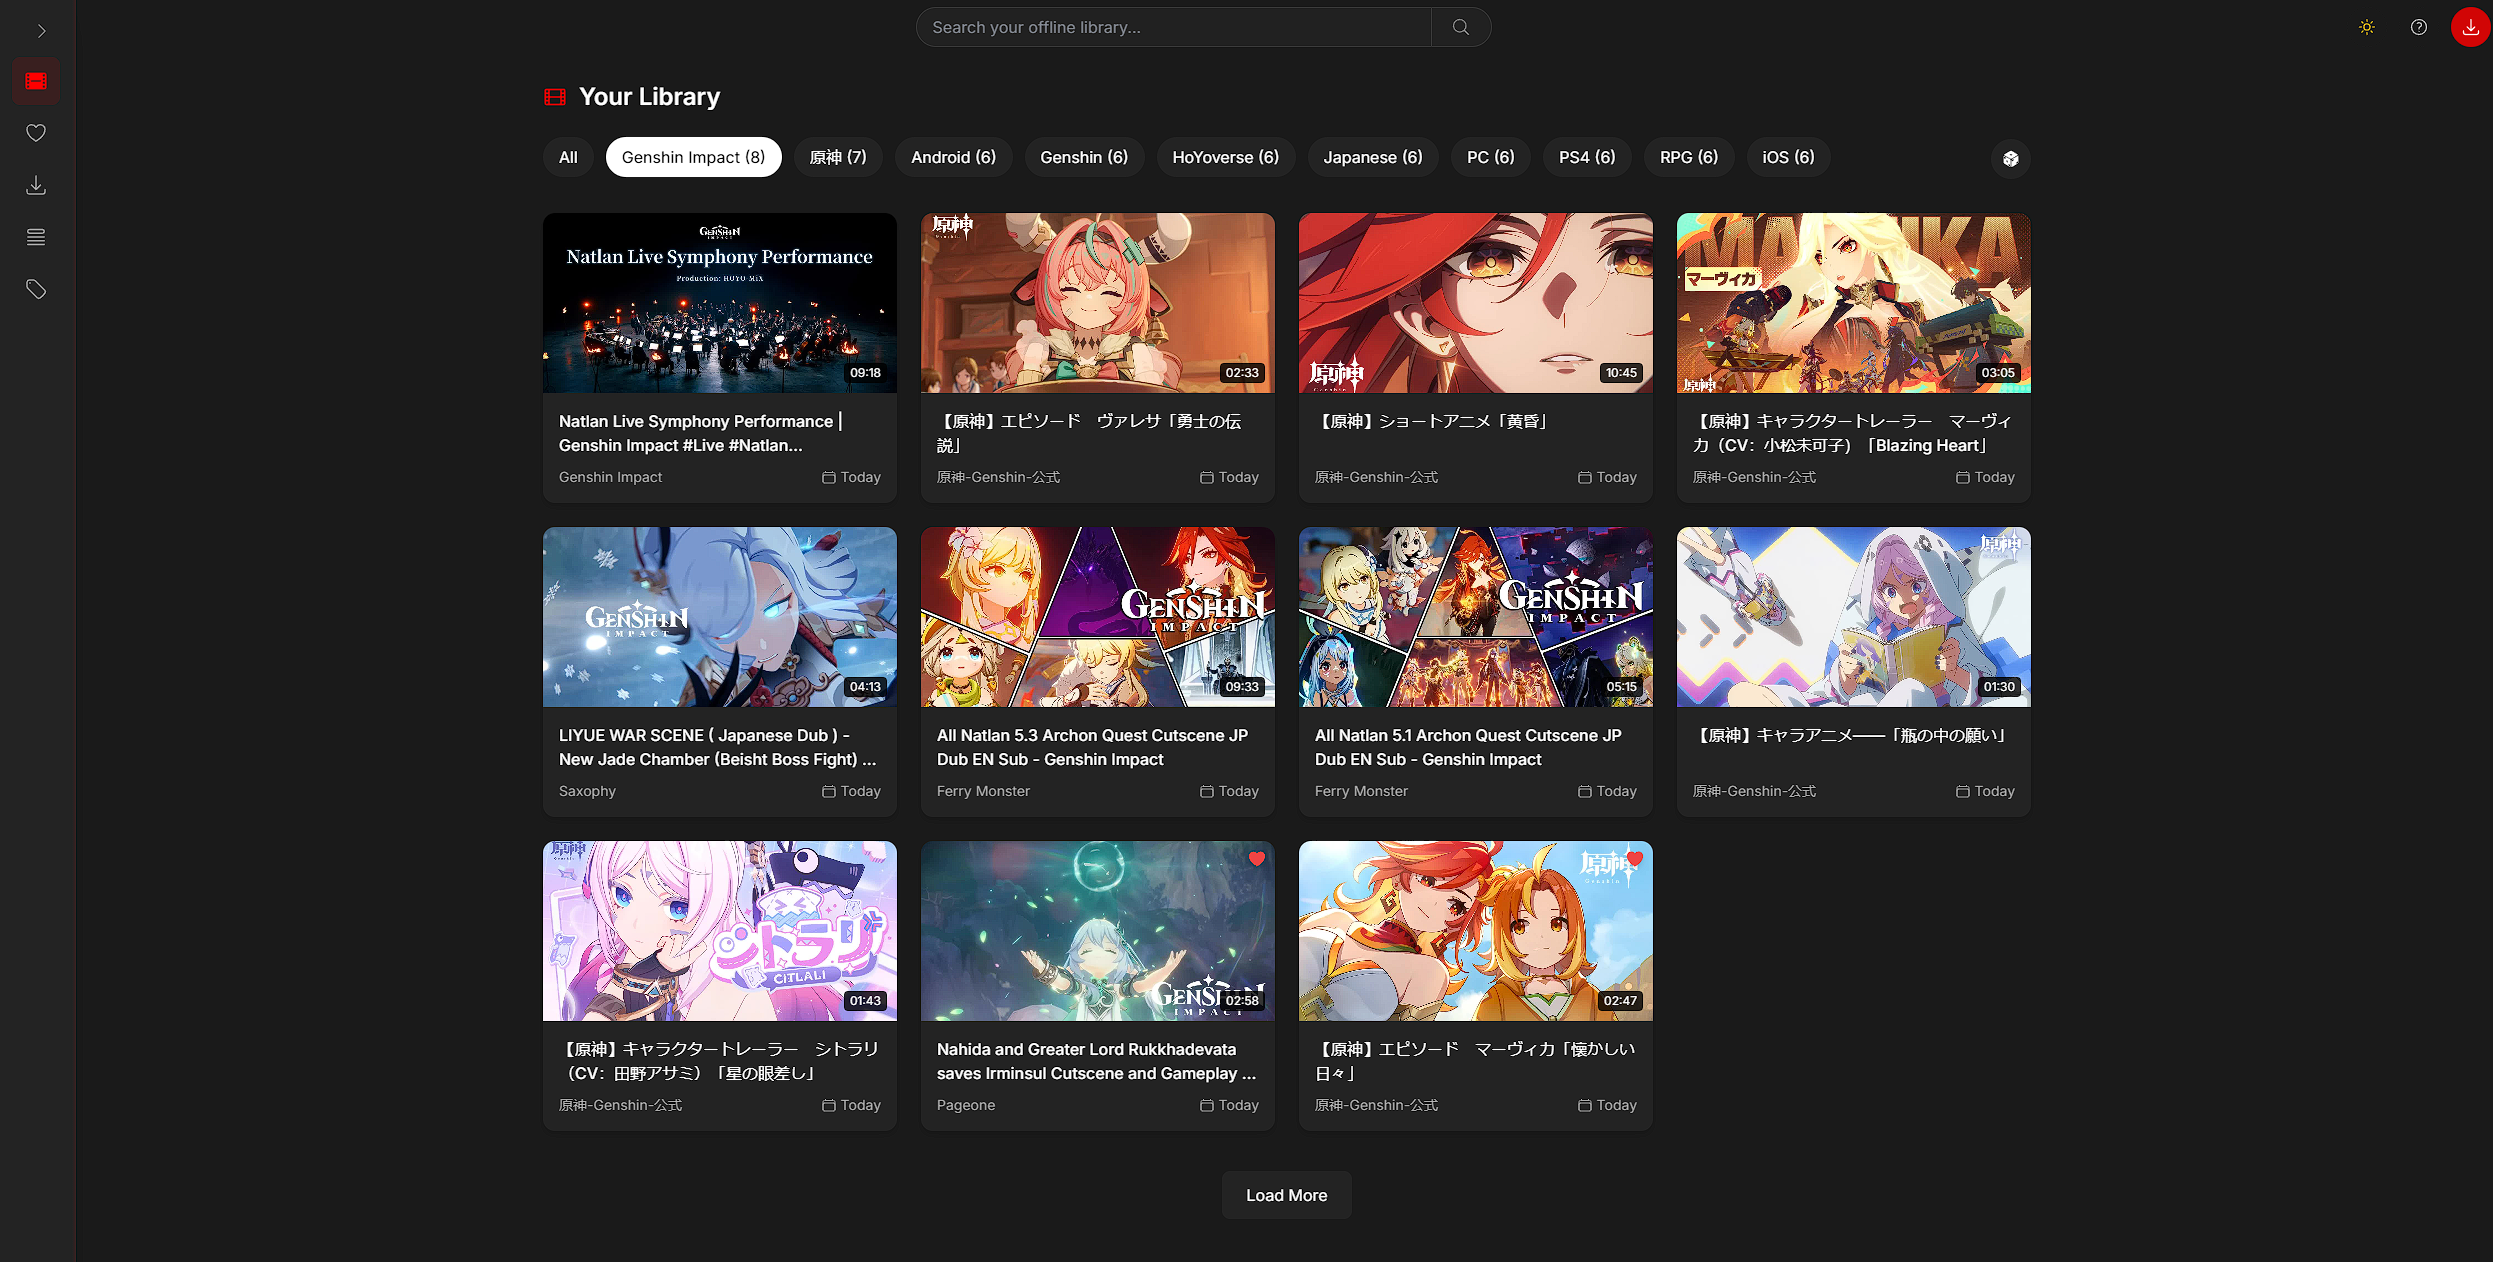 Search your offline library...
Your Library
All
Genshin Impact (8)
原神 (7)
Android (6)
Genshin (6)
HoYoverse (6)
Japanese (6)
PC (6)
PS4 (6)
RPG (6)
iOS (6)
GENSHIN
IMPACT
Natlan Live Symphony Performance
Production: HOYO-MiX
09:18
Natlan Live Symphony Performance |
Genshin Impact #Live #Natlan...
Genshin Impact
Today
原神
Genshin
02:33
【原神】エピソード　ヴァレサ「勇士の伝
説」
原神-Genshin-公式
Today
原神
Genshin
10:45
【原神】ショートアニメ「黄昏」
原神-Genshin-公式
Today
マーヴィカ
原神
03:05
【原神】キャラクタートレーラー　マーヴィ
カ（CV：小松未可子）「Blazing Heart」
原神-Genshin-公式
Today
GENSHIN
IMPACT
04:13
LIYUE WAR SCENE ( Japanese Dub ) -
New Jade Chamber (Beisht Boss Fight) ...
Saxophy
Today
GENSHIN
IMPACT
09:33
All Natlan 5.3 Archon Quest Cutscene JP
Dub EN Sub - Genshin Impact
Ferry Monster
Today
GENSHIN
IMPACT
05:15
All Natlan 5.1 Archon Quest Cutscene JP
Dub EN Sub - Genshin Impact
Ferry Monster
Today
原神
01:30
【原神】キャラアニメ——「瓶の中の願い」
原神-Genshin-公式
Today
原神
シトラリ
CITLALI
01:43
【原神】キャラクタートレーラー　シトラリ
（CV：田野アサミ）「星の眼差し」
原神-Genshin-公式
Today
GENSHIN
IMPACT
02:58
Nahida and Greater Lord Rukkhadevata
saves Irminsul Cutscene and Gameplay ...
Pageone
Today
原神
Genshin
02:47
【原神】エピソード　マーヴィカ「懐かしい
日々」
原神-Genshin-公式
Today
Load More